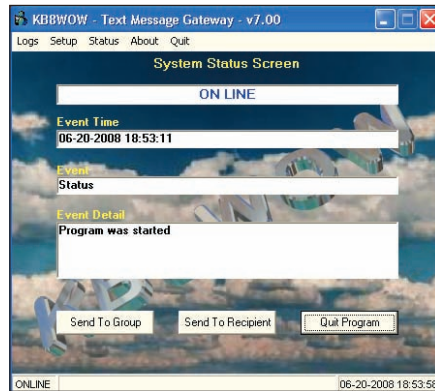 KB8WOW - Text Message Gateway - v7.00
Logs Setup Status About Quit
System Status Screen
ON LINE
Event Time
06-20-2008 18:53:11
Event
Status
Event Detail
Program was started
Send To Group Send To Recipient Quit Program
ONLINE 06-20-2008 18:53:58